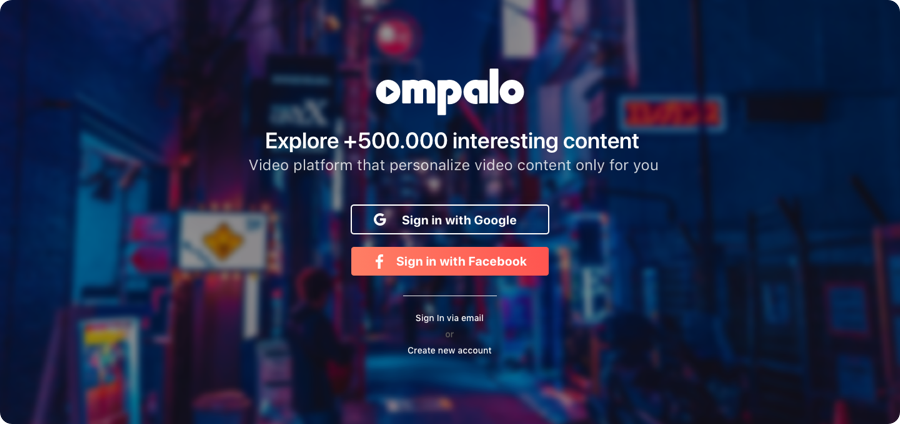 ompalo
Explore +500.000 interesting content
Video platform that personalize video content only for you
G Sign in with Google
f Sign in with Facebook
Sign In via email
or
Create new account